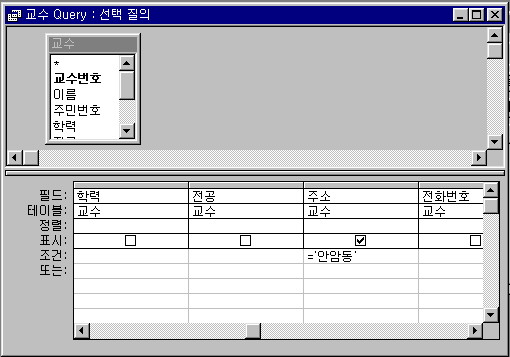 교수 Query : 선택 질의
교수
*
교수번호
이름
주민번호
학력
필드: 학력 전공 주소 전화번호
테이블: 교수 교수 교수 교수
정렬:
표시:
조건: ='안암동'
또는: